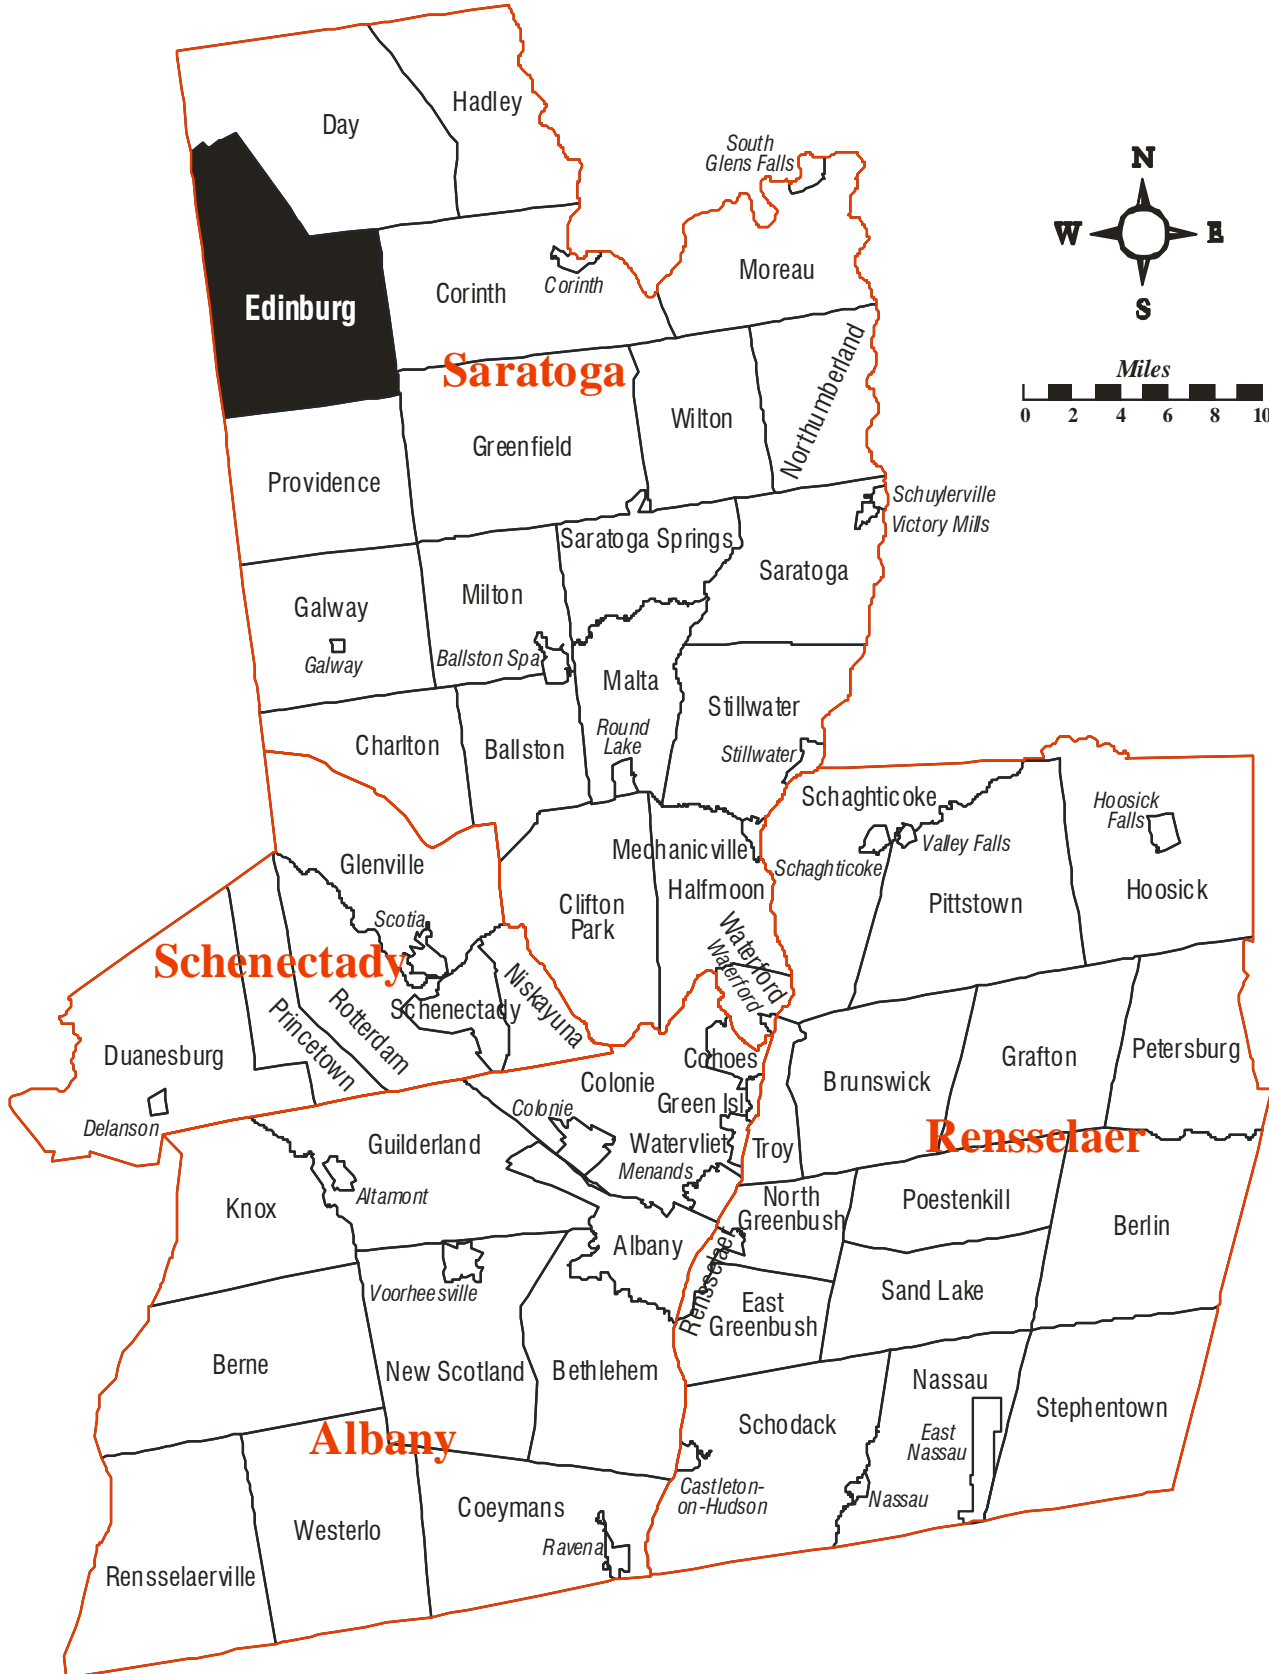 Hadley
Day
South
Glens Falls
N
W
E
S
Moreau
Corinth
Corinth
Edinburg
Miles
0 2 4 6 8 10
Saratoga
Northumberland
Wilton
Greenfield
Providence
Schuylerville
Victory Mills
Saratoga Springs
Saratoga
Milton
Galway
Galway
Ballston Spa
Malta
Stillwater
Round
Lake
Charlton
Ballston
Stillwater
Schaghticoke
Hoosick
Falls
Mechanicville
Valley Falls
Glenville
Schaghticoke
Halfmoon
Hoosick
Clifton
Park
Pittstown
Scotia
Waterford
Waterford
Schenectady
Niskayuna
Schenectady
Rotterdam
Princetown
Duanesburg
Cohoes
Grafton
Petersburg
Brunswick
Colonie
Green Isl
Colonie
Delanson
Guilderland
Watervliet
Troy
Rensselaer
Menands
Altamont
North
Greenbush
Poestenkill
Knox
Berlin
Albany
Rensselaer
Voorheesville
Sand Lake
East
Greenbush
Berne
New Scotland
Bethlehem
Nassau
Stephentown
Schodack
Albany
East
Nassau
Castleton-
on-Hudson
Nassau
Coeymans
Westerlo
Ravena
Rensselaerville